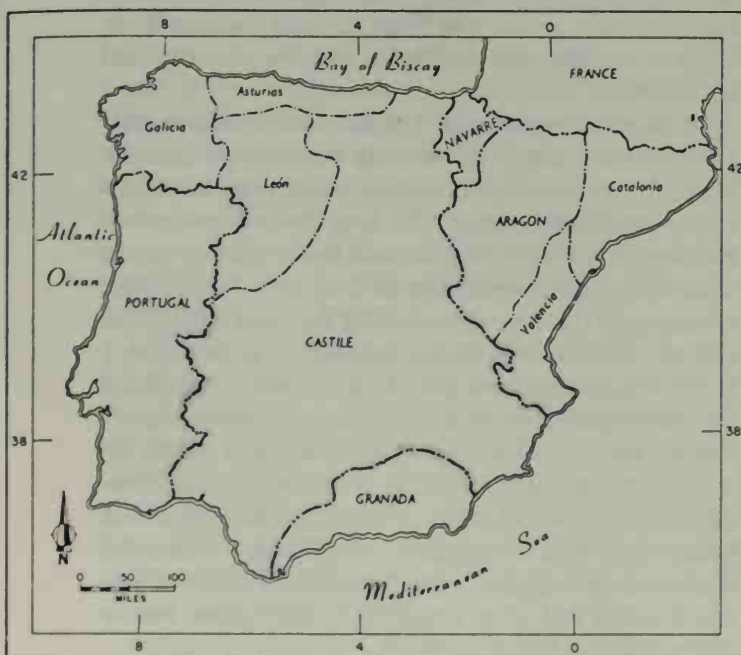 8 4 0
Bay of Biscay
FRANCE
Asturias
Galicia
NAVARRE
León
42 42
Catalonia
ARAGON
Atlantic
Ocean
PORTUGAL
Valencia
CASTILE
38 38
GRANADA
N
0 50 100
MILES
Mediterranean Sea
8 4 0